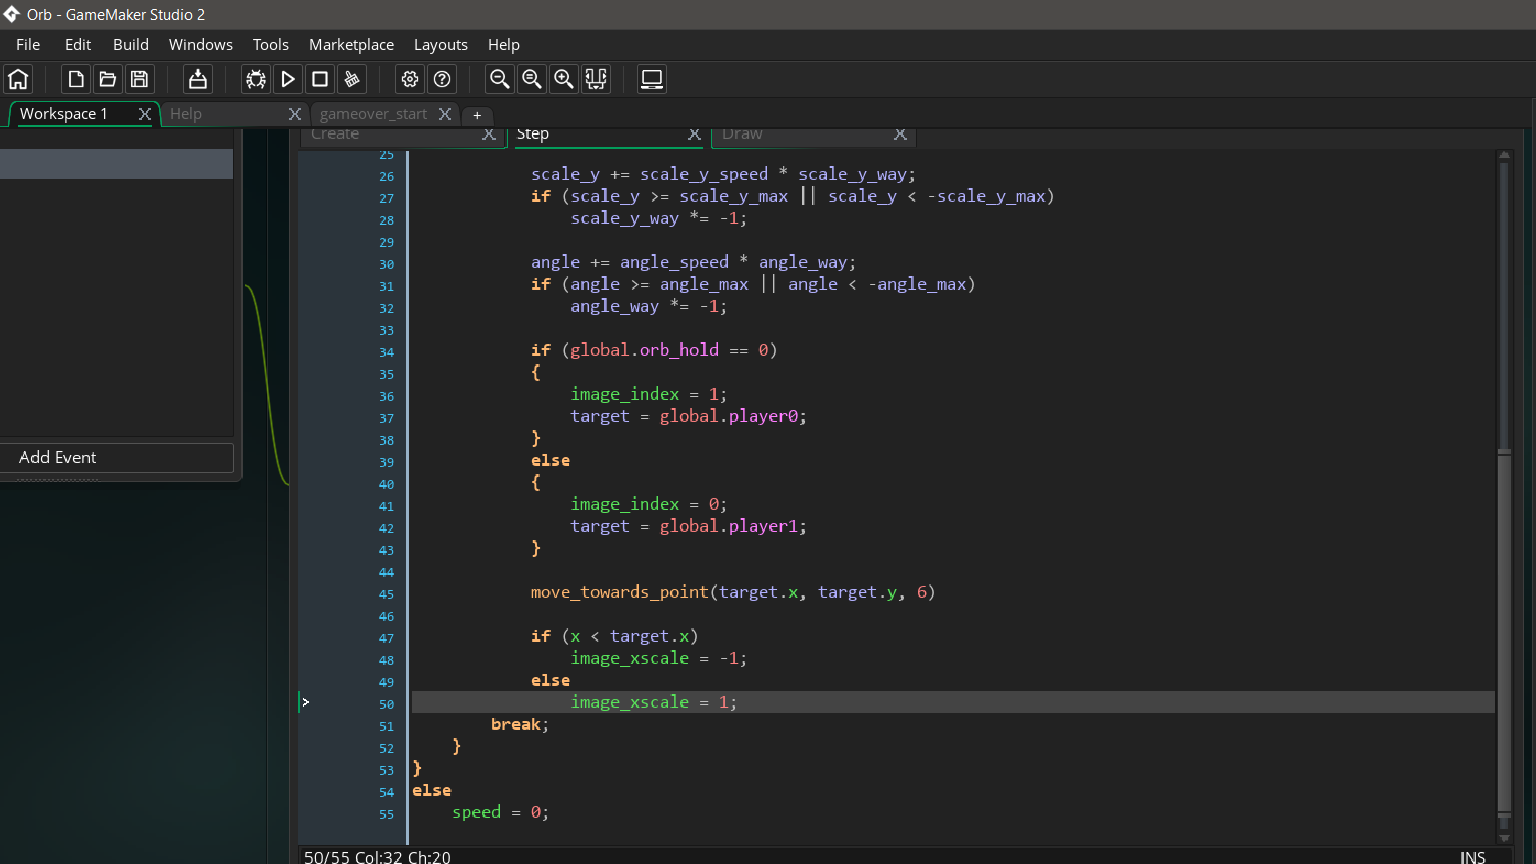 Orb - GameMaker Studio 2
File Edit Build Windows Tools Marketplace Layouts Help
Workspace 1 X Help X gameover_start X +
Create X Step X Draw X
25
26 scale_y += scale_y_speed * scale_y_way;
27 if (scale_y >= scale_y_max || scale_y < -scale_y_max)
28 scale_y_way *= -1;
29
30 angle += angle_speed * angle_way;
31 if (angle >= angle_max || angle < -angle_max)
32 angle_way *= -1;
33
34 if (global.orb_hold == 0)
35 {
36 image_index = 1;
37 target = global.player0;
38 }
39 else
40 {
41 image_index = 0;
42 target = global.player1;
43 }
44
45 move_towards_point(target.x, target.y, 6)
46
47 if (x < target.x)
48 image_xscale = -1;
49 else
50 image_xscale = 1;
51 break;
52 }
53 }
54 else
55 speed = 0;
Add Event
50/55 Col:32 Ch:20 INS